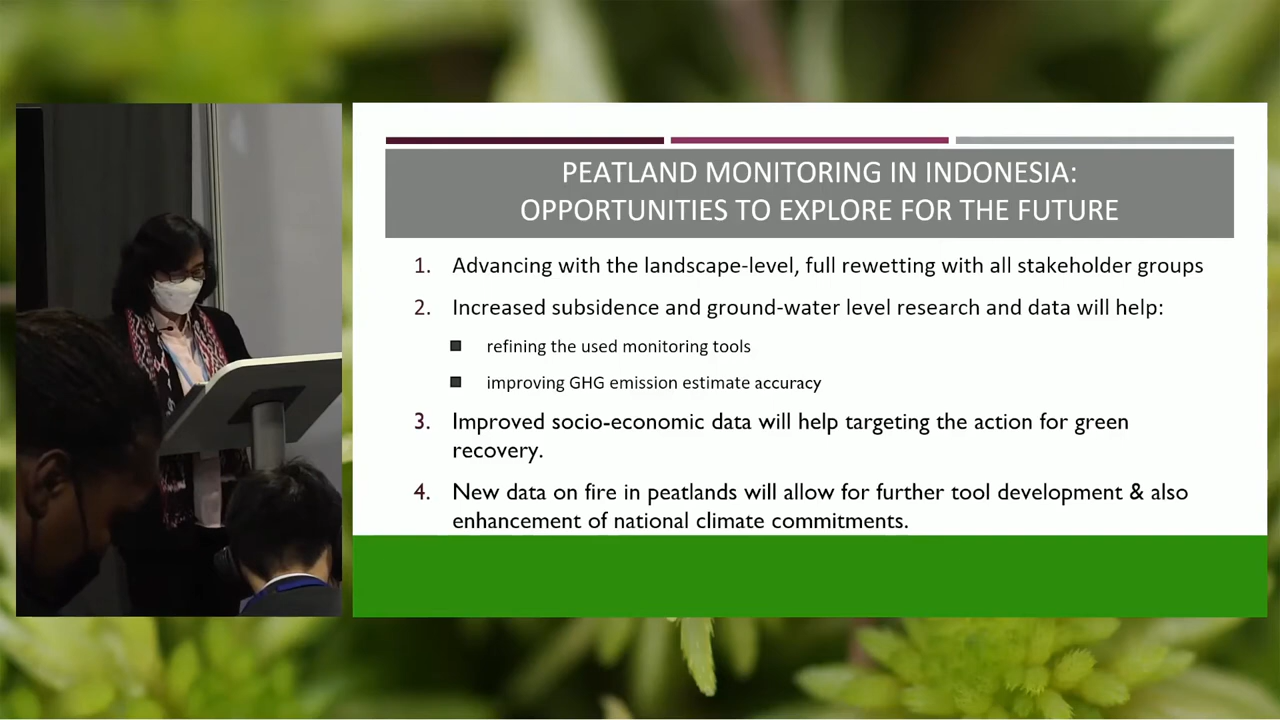 PEATLAND MONITORING IN INDONESIA:
OPPORTUNITIES TO EXPLORE FOR THE FUTURE
1. Advancing with the landscape-level, full rewetting with all stakeholder groups
2. Increased subsidence and ground-water level research and data will help:
refining the used monitoring tools
improving GHG emission estimate accuracy
3. Improved socio-economic data will help targeting the action for green
recovery.
4. New data on fire in peatlands will allow for further tool development & also
enhancement of national climate commitments.